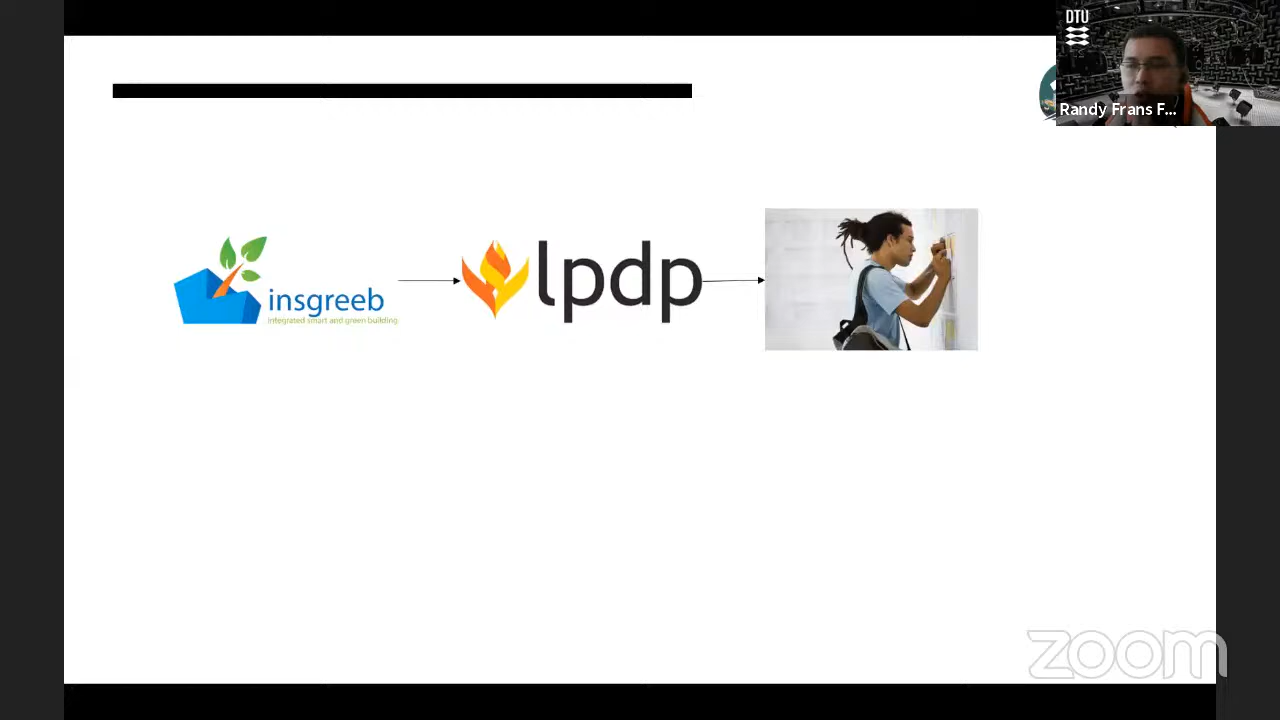 DTU
Randy Frans F...
insgreeb
integrated smart and green building
lpdp
zoom